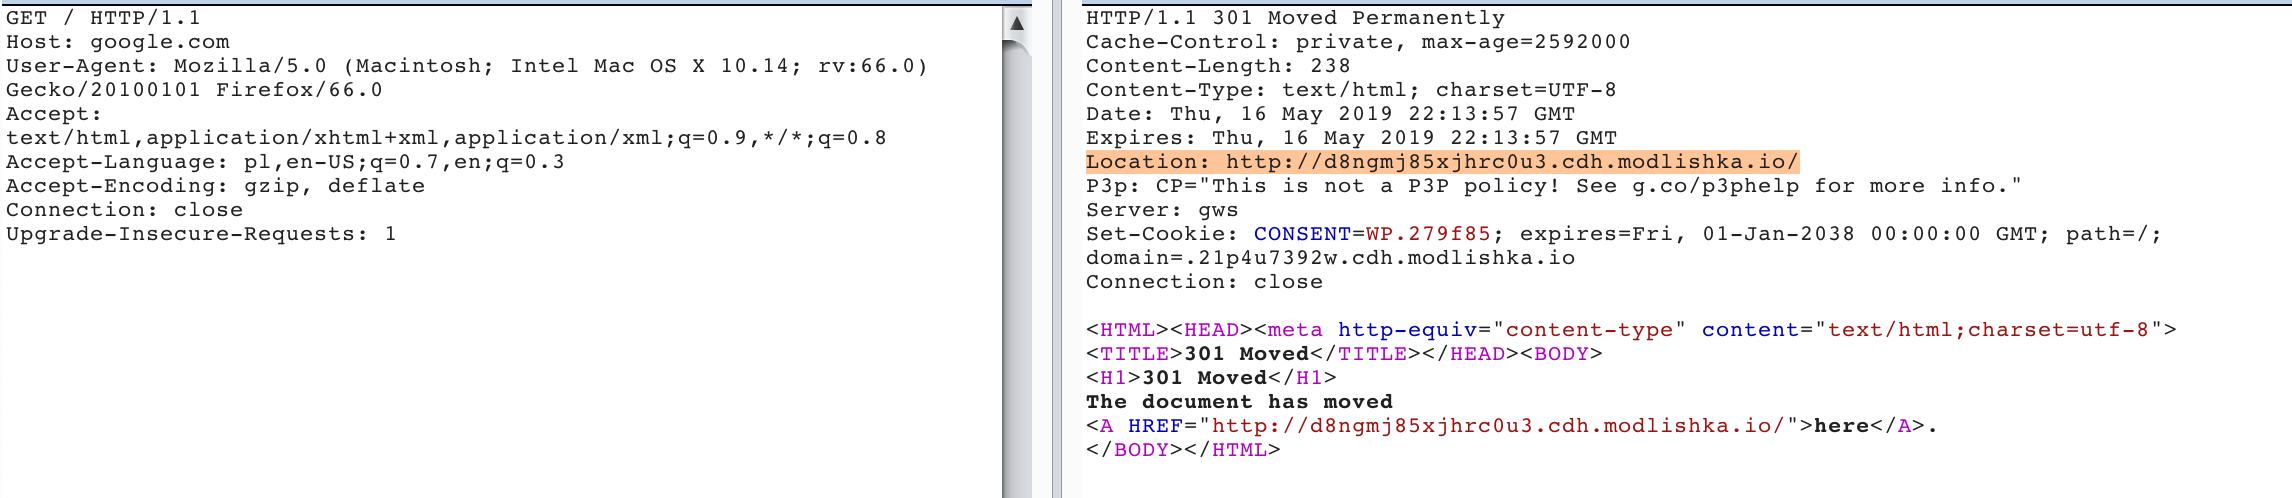 GET / HTTP/1.1
Host: google.com
User-Agent: Mozilla/5.0 (Macintosh; Intel Mac OS X 10.14; rv:66.0)
Gecko/20100101 Firefox/66.0
Accept:
text/html,application/xhtml+xml,application/xml;q=0.9,*/*;q=0.8
Accept-Language: pl,en-US;q=0.7,en;q=0.3
Accept-Encoding: gzip, deflate
Connection: close
Upgrade-Insecure-Requests: 1
HTTP/1.1 301 Moved Permanently
Cache-Control: private, max-age=2592000
Content-Length: 238
Content-Type: text/html; charset=UTF-8
Date: Thu, 16 May 2019 22:13:57 GMT
Expires: Thu, 16 May 2019 22:13:57 GMT
Location: http://d8ngmj85xjhrc0u3.cdh.modlishka.io/
P3p: CP="This is not a P3P policy! See g.co/p3phelp for more info."
Server: gws
Set-Cookie: CONSENT=WP.279f85; expires=Fri, 01-Jan-2038 00:00:00 GMT; path=/;
domain=.21p4u7392w.cdh.modlishka.io
Connection: close
<HTML><HEAD><meta http-equiv="content-type" content="text/html;charset=utf-8">
<TITLE>301 Moved</TITLE></HEAD><BODY>
<H1>301 Moved</H1>
The document has moved
<A HREF="http://d8ngmj85xjhrc0u3.cdh.modlishka.io/">here</A>.
</BODY></HTML>